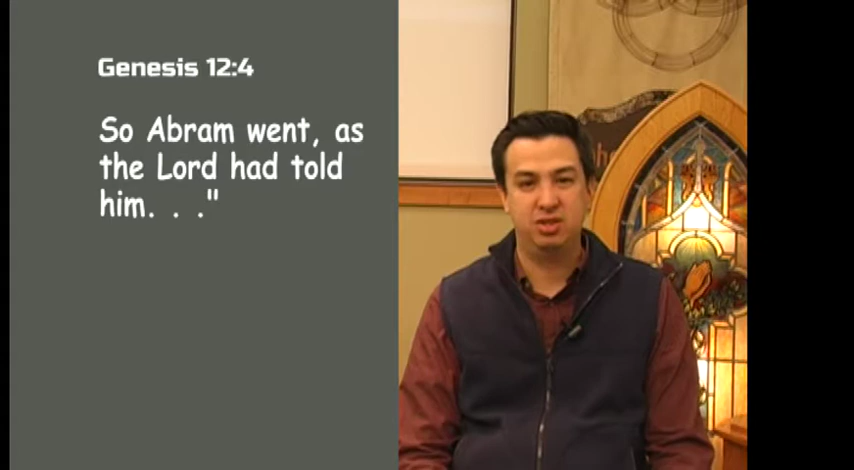 Genesis 12:4
So Abram went, as
the Lord had told
him. . ."